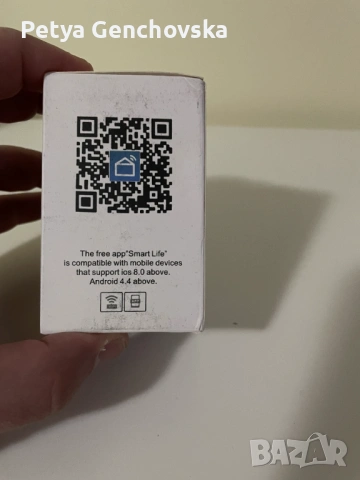 Petya Genchovska
The free app"Smart Life"
is compatible with mobile devices
that support ios 8.0 above.
Android 4.4 above.
BAZAR